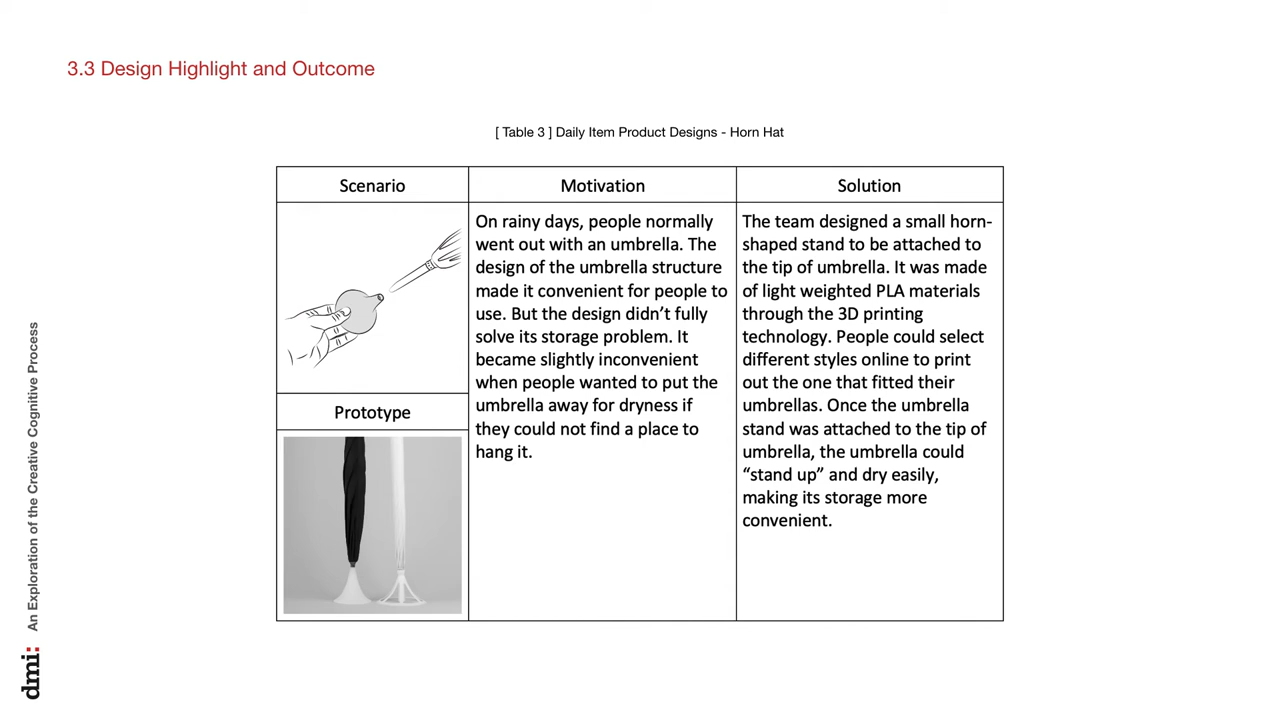 3.3 Design Highlight and Outcome
[ Table 3 ] Daily Item Product Designs - Horn Hat
Scenario
Motivation
Solution
On rainy days, people normally
went out with an umbrella. The
design of the umbrella structure
made it convenient for people to
use. But the design didn't fully
solve its storage problem. It
became slightly inconvenient
when people wanted to put the
umbrella away for dryness if
they could not find a place to
hang it.
The team designed a small horn-
shaped stand to be attached to
the tip of umbrella. It was made
of light weighted PLA materials
through the 3D printing
technology. People could select
different styles online to print
out the one that fitted their
umbrellas. Once the umbrella
stand was attached to the tip of
umbrella, the umbrella could
“stand up” and dry easily,
making its storage more
convenient.
Prototype
An Exploration of the Creative Cognitive Process
dmi: